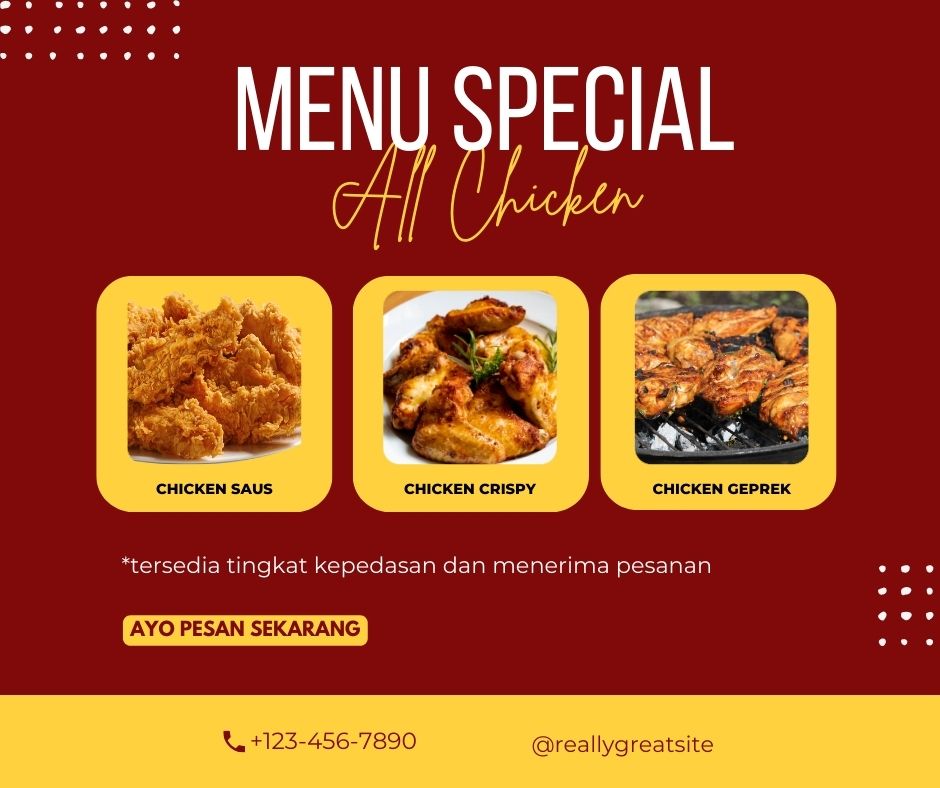 MENU SPECIAL
All Chicken
CHICKEN SAUS
CHICKEN CRISPY
CHICKEN GEPREK
*tersedia tingkat kepedasan dan menerima pesanan
AYO PESAN SEKARANG
+123-456-7890
@reallygreatsite